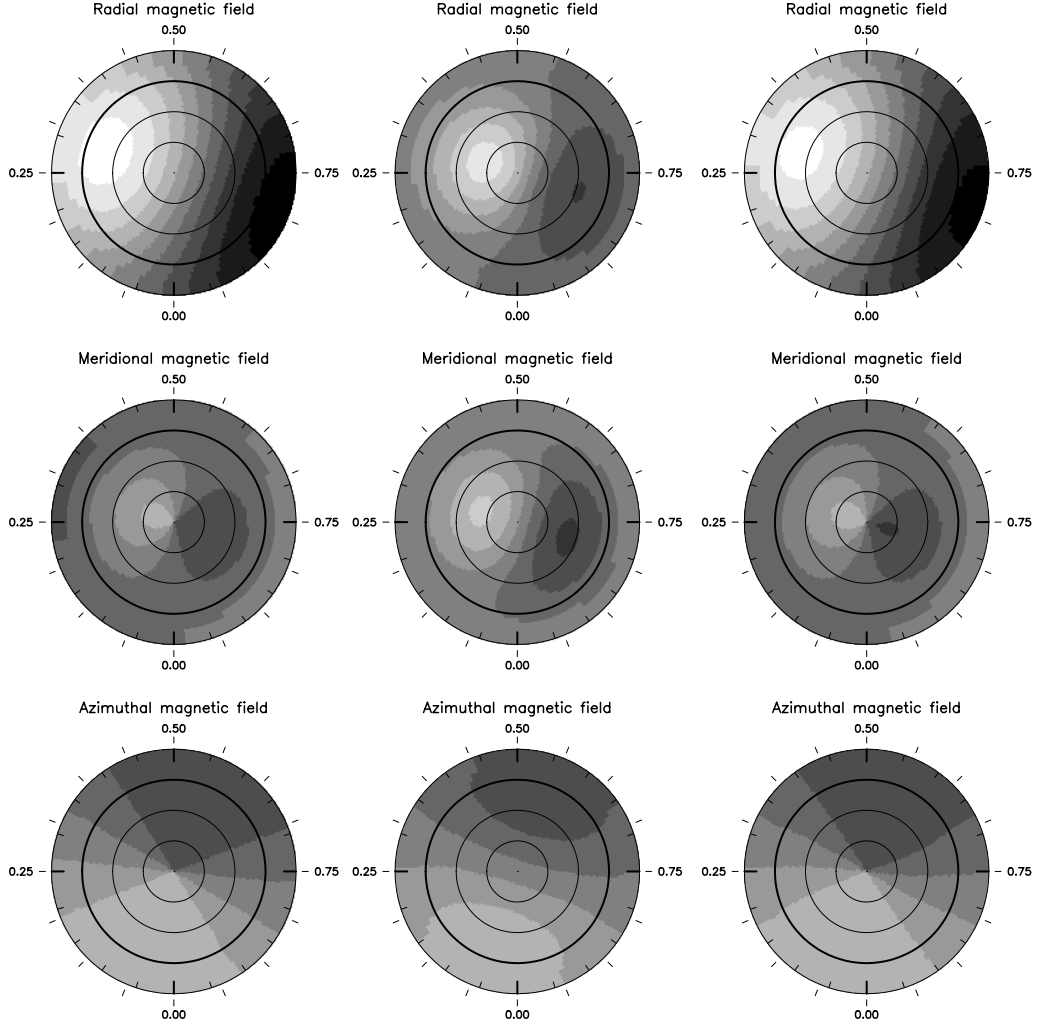 Radial magnetic field Radial magnetic field Radial magnetic field
0.50 0.50 0.50
0.25 0.75 0.25 0.75 0.25 0.75
0.00 0.00 0.00
Meridional magnetic field Meridional magnetic field Meridional magnetic field
0.50 0.50 0.50
0.25 0.75 0.25 0.75 0.25 0.75
0.00 0.00 0.00
Azimuthal magnetic field Azimuthal magnetic field Azimuthal magnetic field
0.50 0.50 0.50
0.25 0.75 0.25 0.75 0.25 0.75
0.00 0.00 0.00